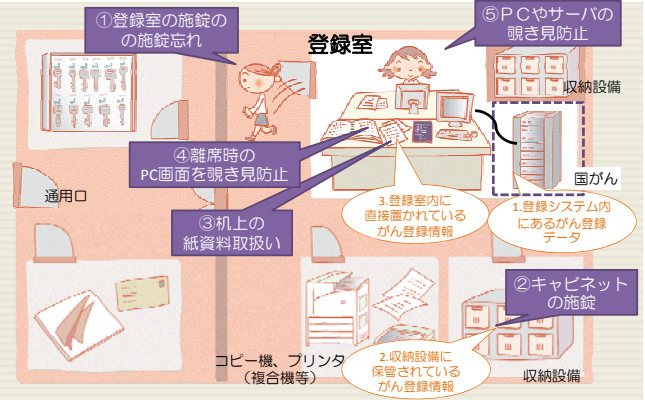 ①登録室の施錠の
の施錠忘れ
登録室
⑤ＰＣやサーバの
覗き見防止
収納設備
④離席時の
PC画面を覗き見防止
通用口
③机上の
紙資料取扱い
3.登録室内に
直接置かれている
がん登録情報
国がん
1.登録システム内
にあるがん登録
データ
②キャビネット
の施錠
コピー機、プリンタ
（複合機等）
2.収納設備に
保管されている
がん登録情報
収納設備